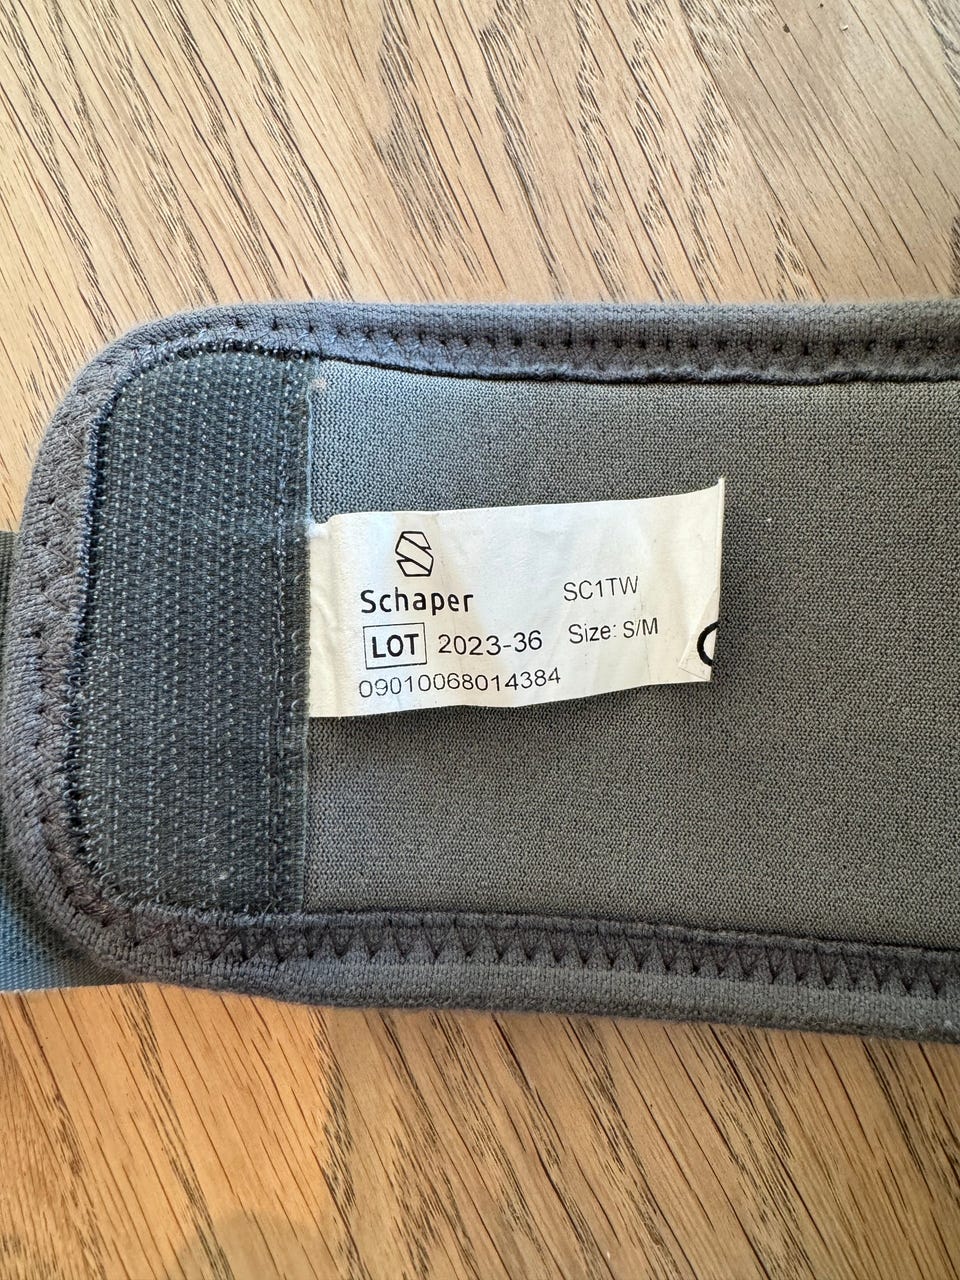 Schaper
SC1TW
LOT 2023-36
Size: S/M
09010068014384